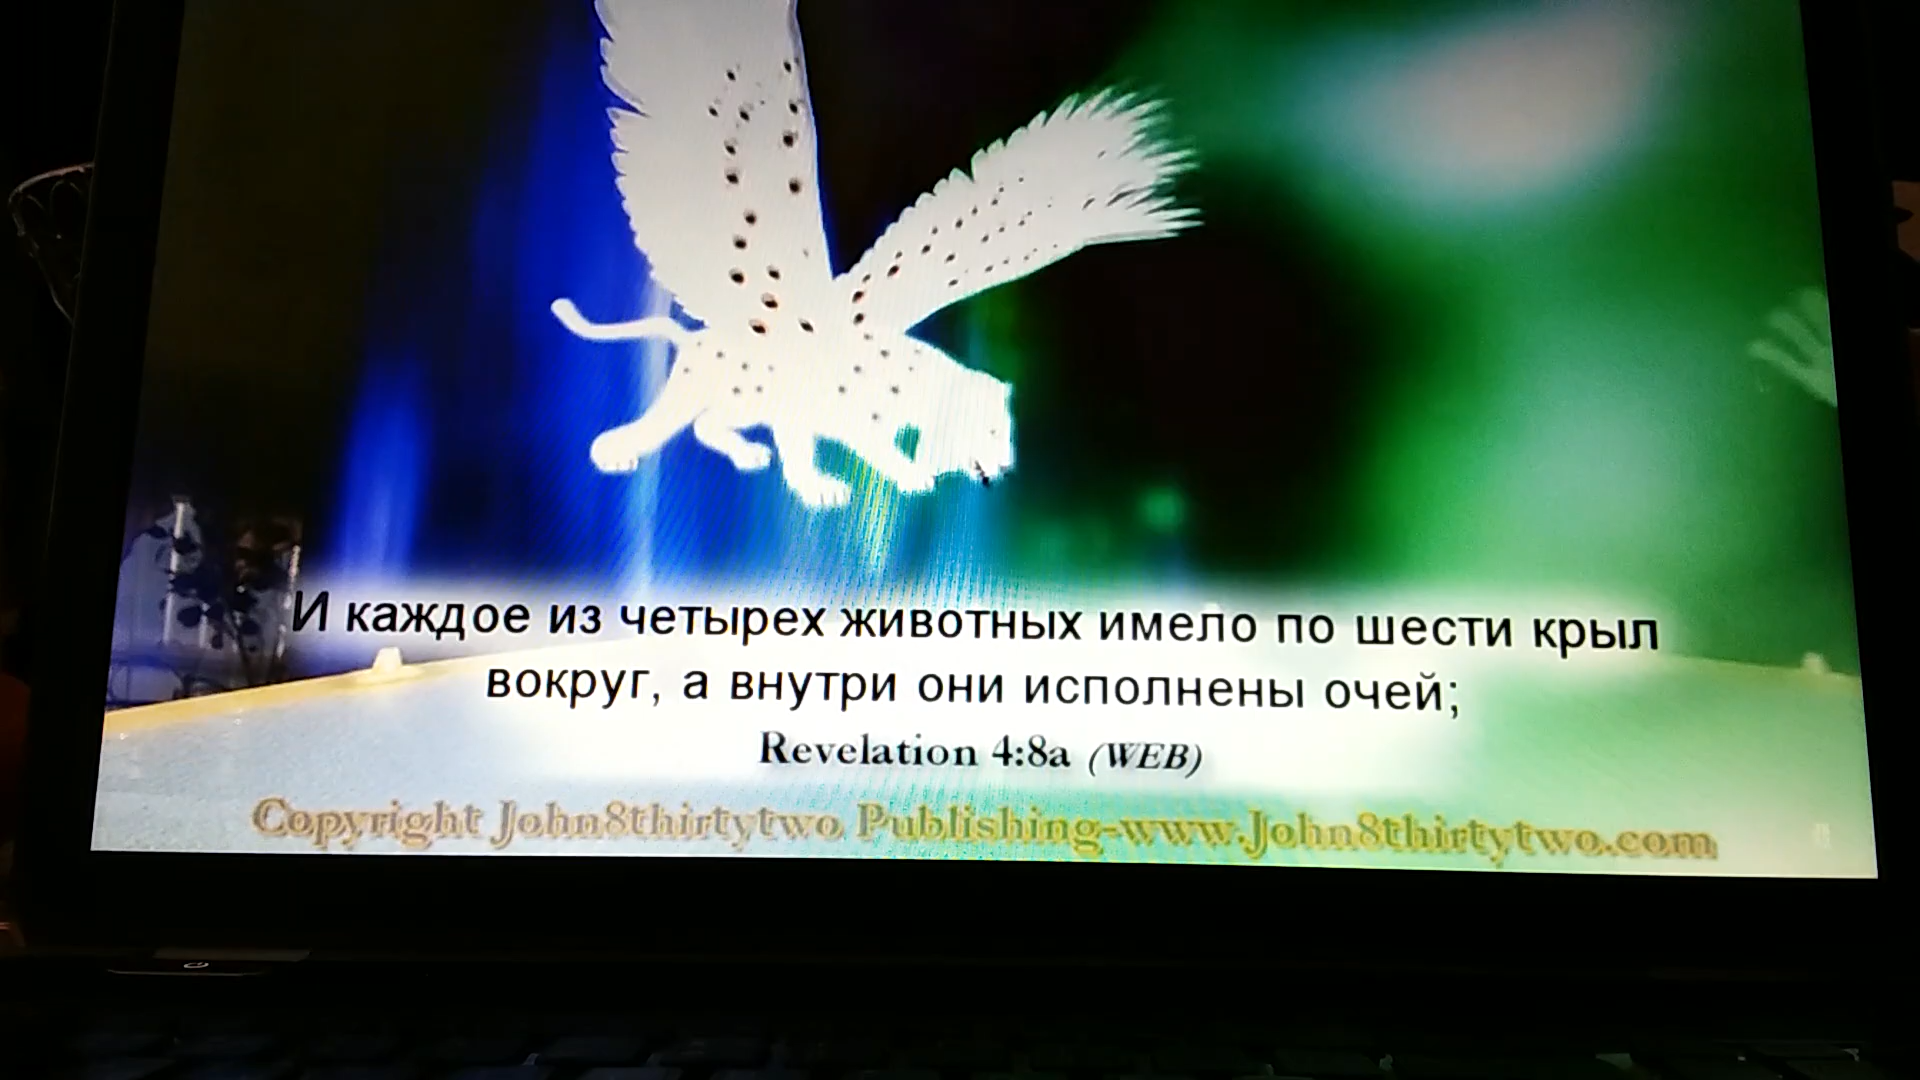 И каждое из четырех животных имело по шести крыл
вокруг, а внутри они исполнены очей;
Revelation 4:8a (WEB)
Copyright John8thirtytwo Publishing-www.John8thirtytwo.com